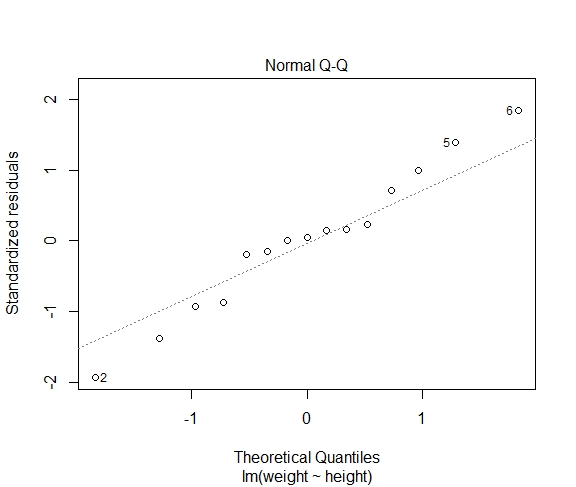 Normal Q-Q
Standardized residuals
2
1
0
-1
-2
6
5
2
-1
0
1
Theoretical Quantiles
lm(weight ~ height)